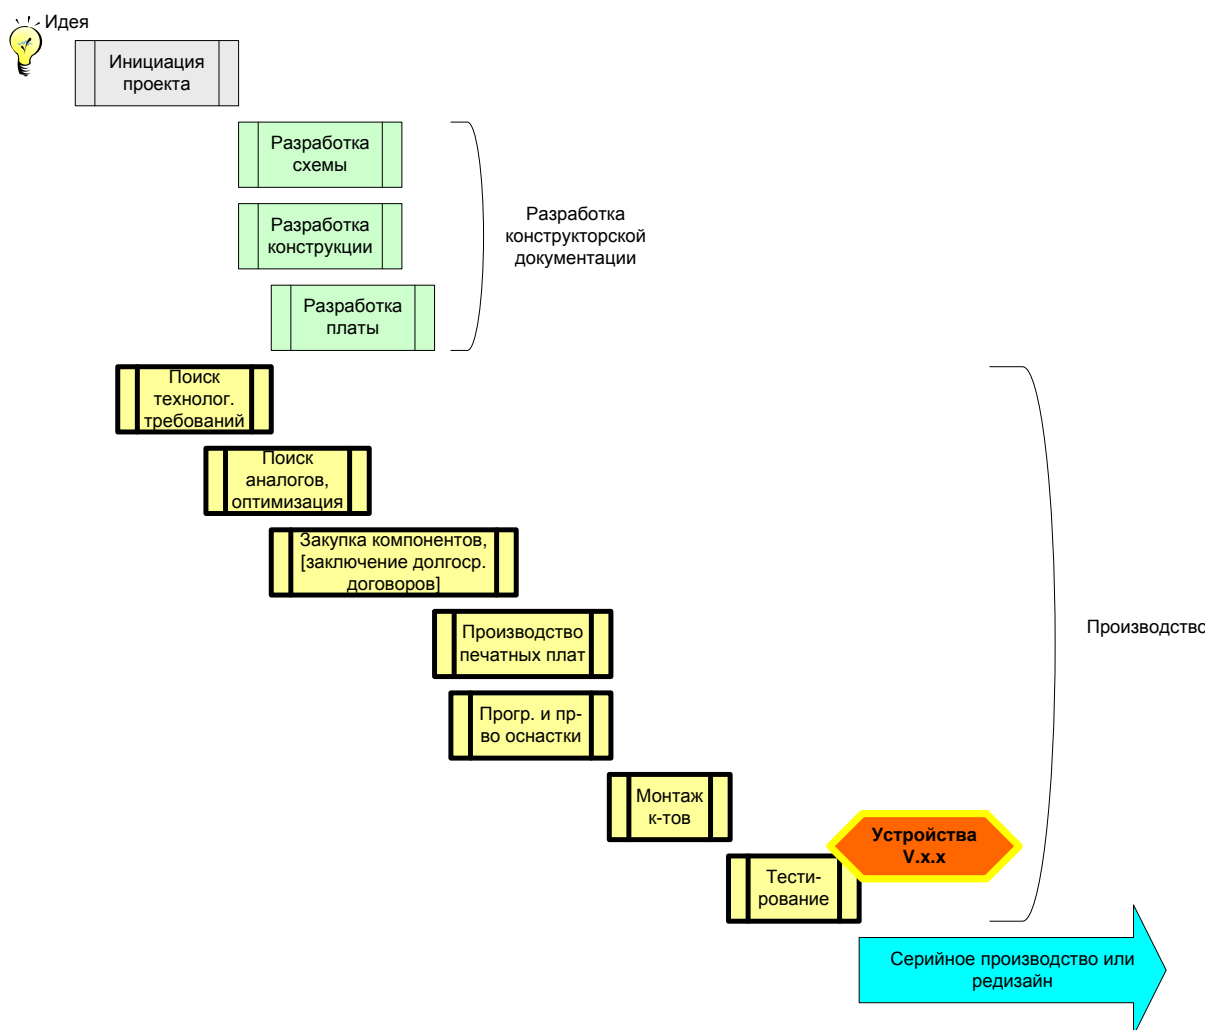 Идея
Инициация
проекта
Разработка
схемы
Разработка
конструкции
Разработка
платы
Разработка
конструкторской
документации
Поиск
технолог.
требований
Поиск
аналогов,
оптимизация
Закупка компонентов,
[заключение долгоср.
договоров]
Производство
печатных плат
Прогр. и пр-
во оснастки
Монтаж
к-тов
Тести-
рование
Устройства
V.x.x
Производство
Серийное производство или
редизайн